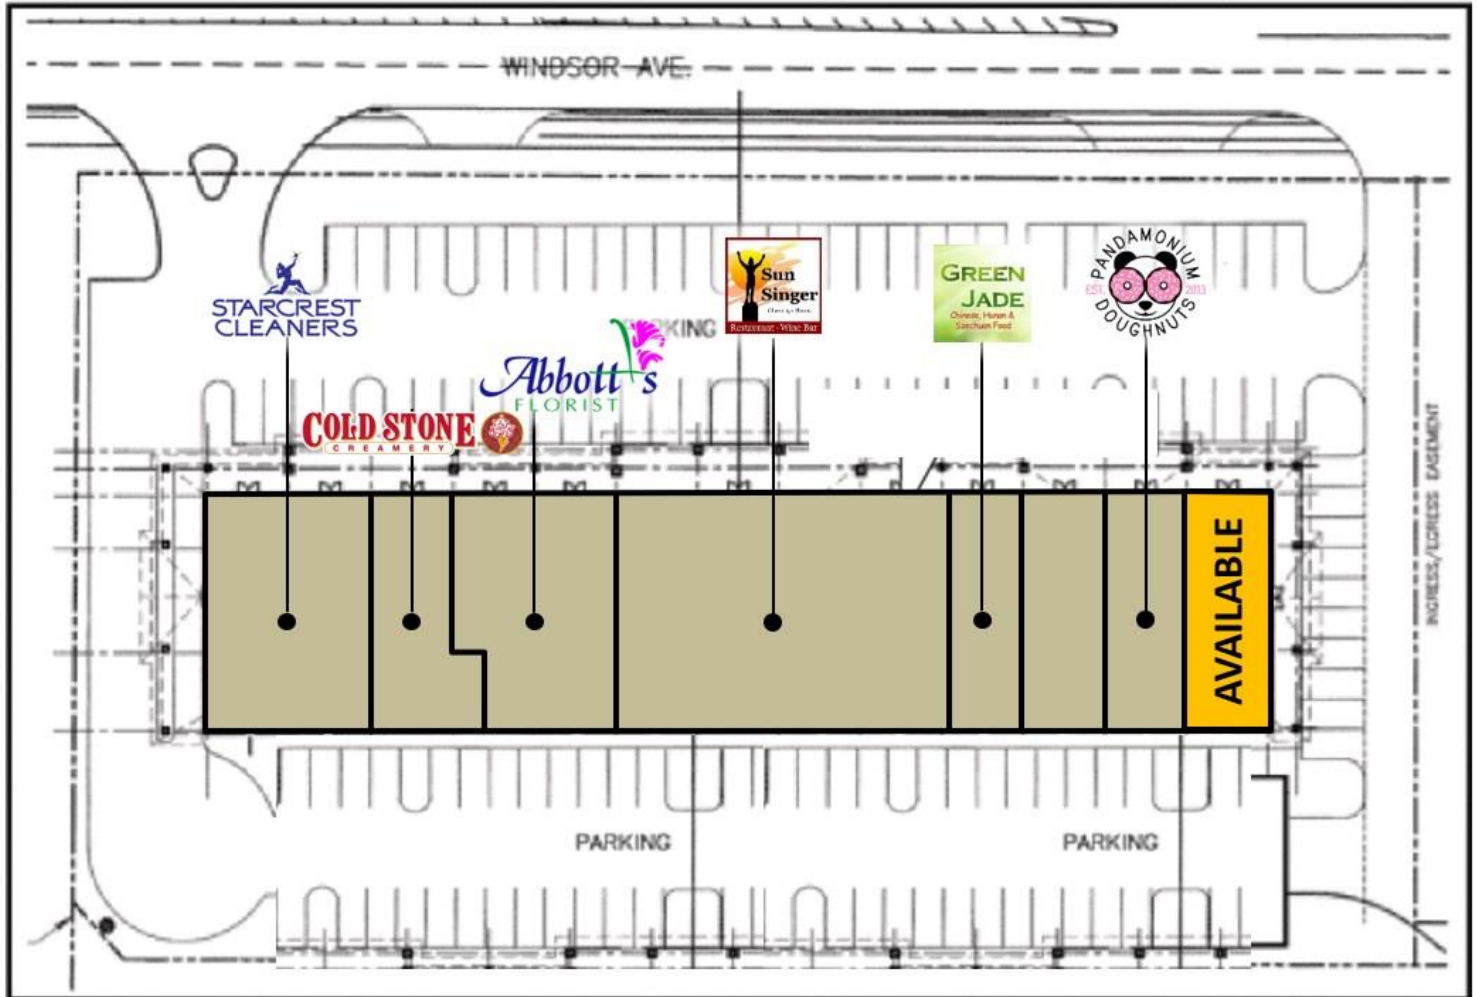 WINDSOR AVE.
STARCREST
CLEANERS
COLD STONE
CREAMERY
Abbott's
FLORIST
PARKING
Sun
Singer
Restaurant - Wine Bar
GREEN
JADE
Chinese, Hunan &
Szechuan Food
PANDAMONIUM
EST. 2013
DOUGHNUTS
INGRESS/EGRESS EASEMENT
AVAILABLE
PARKING
PARKING